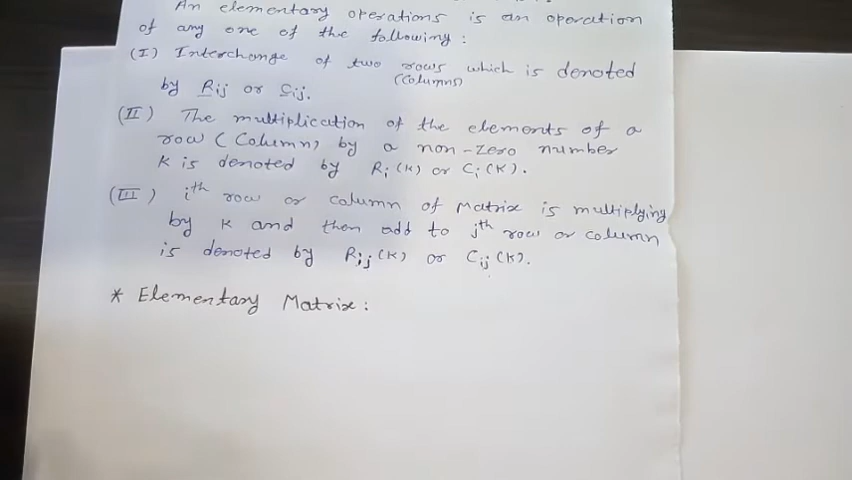 An elementary operations is an operation
of any one of the following:
(I) Interchange of two rows which is denoted
(Columns)
by Rij or Cij.
(II) The multiplication of the elements of a
row (Column) by a non-zero number
K is denoted by Ri(K) or Ci(K).
(III) ith row or column of Matrix is multiplying
by K and then add to jth row or column
is denoted by Rij(K) or Cij(K).
* Elementary Matrix: